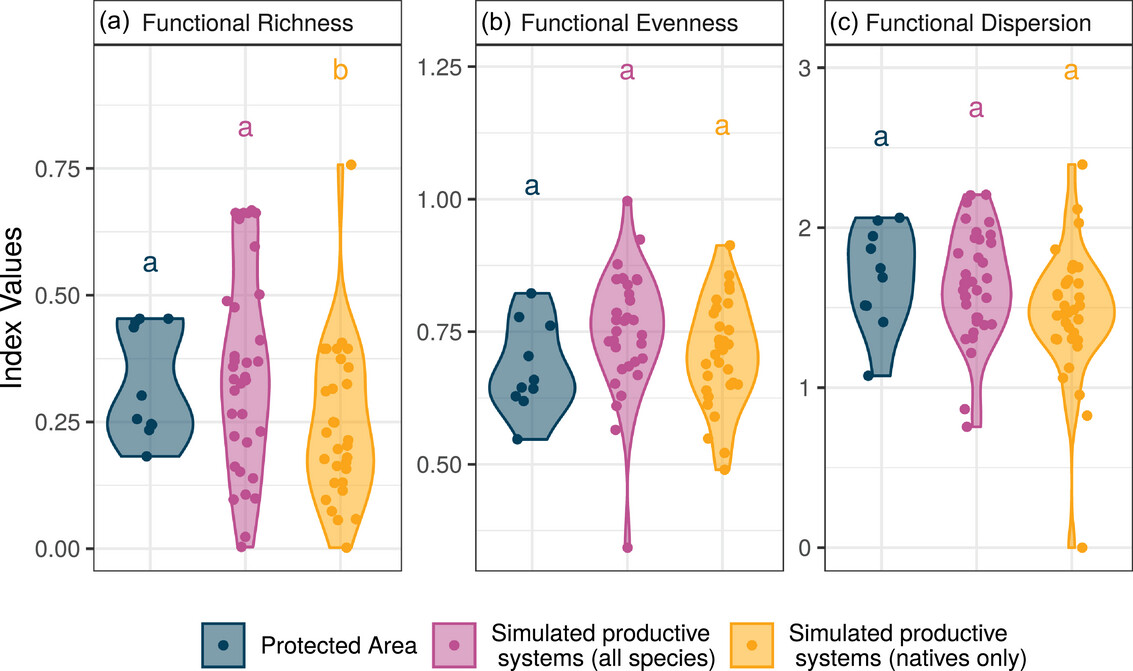 (a) Functional Richness
(b) Functional Evenness
(c) Functional Dispersion
Index Values
0.75
0.50
0.25
0.00
a
a
b
1.25
1.00
0.75
0.50
a
a
a
3
2
1
0
a
a
a
Protected Area
Simulated productive
systems (all species)
Simulated productive
systems (natives only)